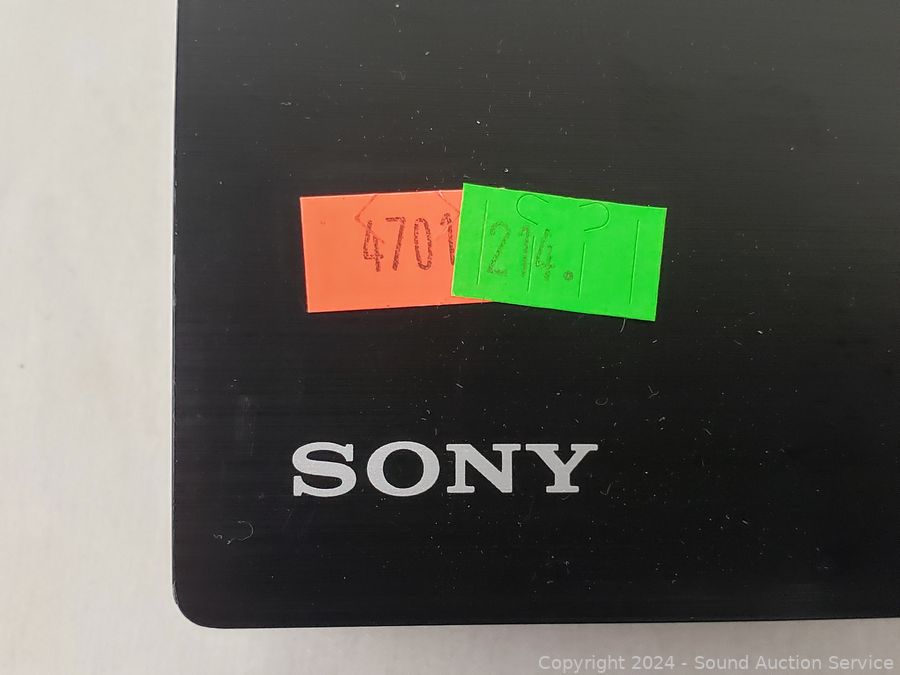 4701
214.
SONY
Copyright 2024 - Sound Auction Service